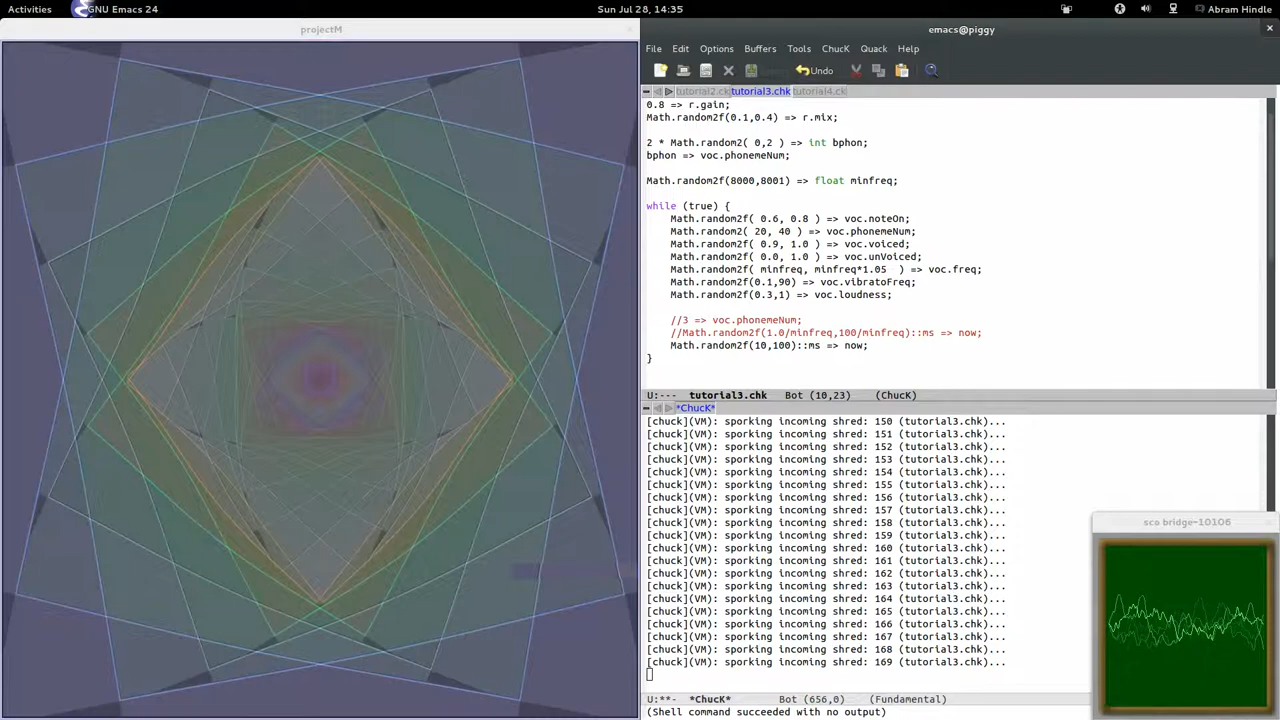 Activities GNU Emacs 24 Sun Jul 28, 14:35 Abram Hindle
projectM
emacs@piggy
File Edit Options Buffers Tools ChucK Quack Help
Undo
tutorial2.ck tutorial3.chk tutorial4.ck
0.8 => r.gain;
Math.random2f(0.1,0.4) => r.mix;
2 * Math.random2( 0,2 ) => int bphon;
bphon => voc.phonemeNum;
Math.random2f(8000,8001) => float minfreq;
while (true) {
    Math.random2f( 0.6, 0.8 ) => voc.noteOn;
    Math.random2( 20, 40 ) => voc.phonemeNum;
    Math.random2f( 0.9, 1.0 ) => voc.voiced;
    Math.random2f( 0.0, 1.0 ) => voc.unVoiced;
    Math.random2f( minfreq, minfreq*1.05  ) => voc.freq;
    Math.random2f(0.1,90) => voc.vibratoFreq;
    Math.random2f(0.3,1) => voc.loudness;
    //3 => voc.phonemeNum;
    //Math.random2f(1.0/minfreq,100/minfreq)::ms => now;
    Math.random2f(10,100)::ms => now;
}
U:--- tutorial3.chk Bot (10,23) (ChucK)
*ChucK*
[chuck](VM): sporking incoming shred: 150 (tutorial3.chk)...
[chuck](VM): sporking incoming shred: 151 (tutorial3.chk)...
[chuck](VM): sporking incoming shred: 152 (tutorial3.chk)...
[chuck](VM): sporking incoming shred: 153 (tutorial3.chk)...
[chuck](VM): sporking incoming shred: 154 (tutorial3.chk)...
[chuck](VM): sporking incoming shred: 155 (tutorial3.chk)...
[chuck](VM): sporking incoming shred: 156 (tutorial3.chk)...
[chuck](VM): sporking incoming shred: 157 (tutorial3.chk)...
[chuck](VM): sporking incoming shred: 158 (tutorial3.chk)...
[chuck](VM): sporking incoming shred: 159 (tutorial3.chk)...
[chuck](VM): sporking incoming shred: 160 (tutorial3.chk)...
[chuck](VM): sporking incoming shred: 161 (tutorial3.chk)...
[chuck](VM): sporking incoming shred: 162 (tutorial3.chk)...
[chuck](VM): sporking incoming shred: 163 (tutorial3.chk)...
[chuck](VM): sporking incoming shred: 164 (tutorial3.chk)...
[chuck](VM): sporking incoming shred: 165 (tutorial3.chk)...
[chuck](VM): sporking incoming shred: 166 (tutorial3.chk)...
[chuck](VM): sporking incoming shred: 167 (tutorial3.chk)...
[chuck](VM): sporking incoming shred: 168 (tutorial3.chk)...
[chuck](VM): sporking incoming shred: 169 (tutorial3.chk)...
U:**- *ChucK* Bot (656,0) (Fundamental)
(Shell command succeeded with no output)
sco bridge-10106